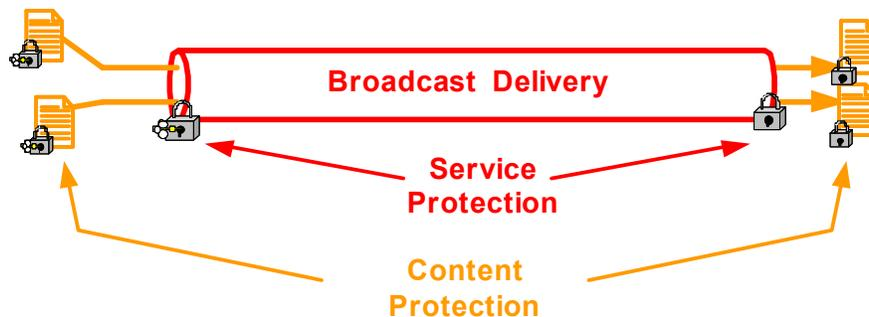 Broadcast Delivery
Service
Protection
Content
Protection